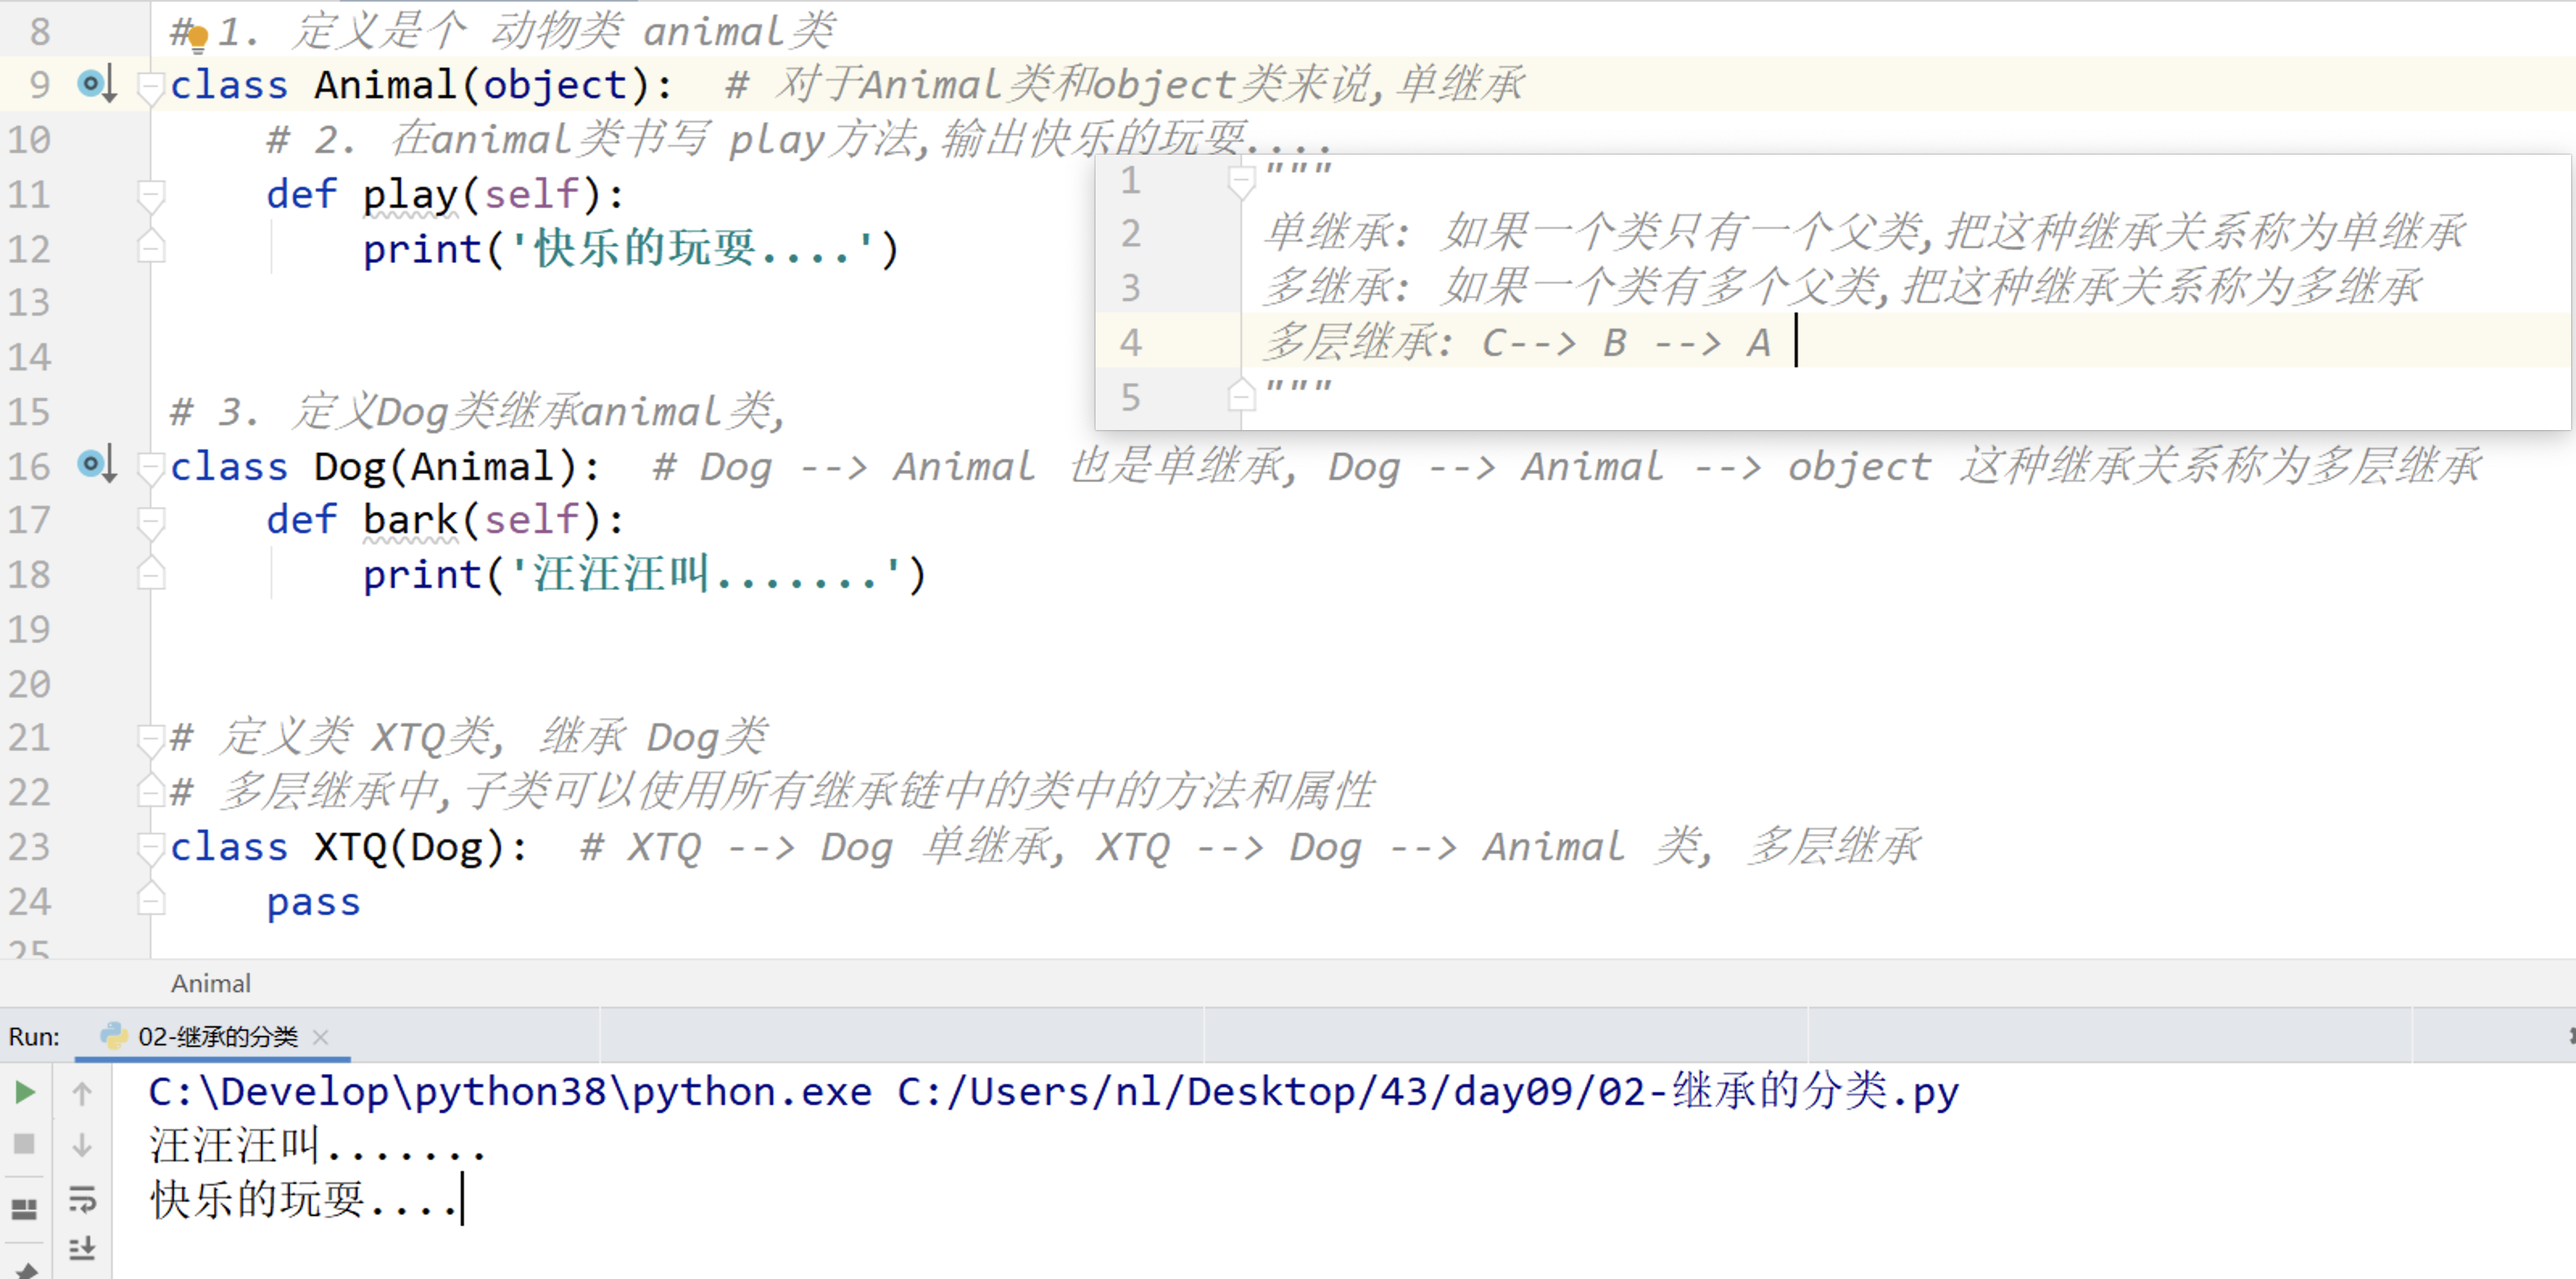 8 # 1. 定义是个 动物类 animal类
9 class Animal(object):  # 对于Animal类和object类来说,单继承
10     # 2. 在animal类书写 play方法,输出快乐的玩耍....
11     def play(self):
12         print('快乐的玩耍....')
13
14
15 # 3. 定义Dog类继承animal类,
16 class Dog(Animal):  # Dog --> Animal 也是单继承, Dog --> Animal --> object 这种继承关系称为多层继承
17     def bark(self):
18         print('汪汪汪叫.......')
19
20
21 # 定义类 XTQ类, 继承 Dog类
22 # 多层继承中,子类可以使用所有继承链中的类中的方法和属性
23 class XTQ(Dog):  # XTQ --> Dog 单继承, XTQ --> Dog --> Animal 类, 多层继承
24     pass
25
1 """
2 单继承: 如果一个类只有一个父类,把这种继承关系称为单继承
3 多继承: 如果一个类有多个父类,把这种继承关系称为多继承
4 多层继承: C--> B --> A
5 """
Animal
Run: 02-继承的分类
C:\Develop\python38\python.exe C:/Users/nl/Desktop/43/day09/02-继承的分类.py
汪汪汪叫.......
快乐的玩耍....